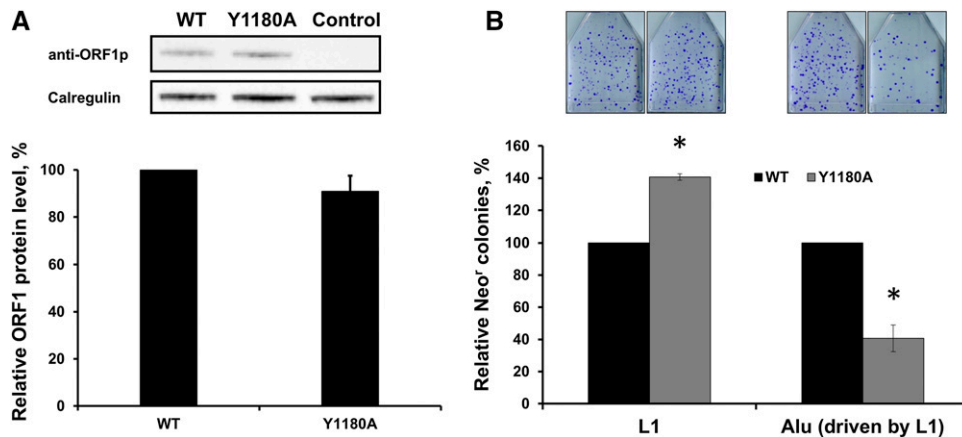 A
WT Y1180A Control
anti-ORF1p
Calregulin
Relative ORF1 protein level, %
100
80
60
40
20
0
WT Y1180A
B
Relative Neoʳ colonies, %
160
140
120
100
80
60
40
20
0
*
WT Y1180A
*
L1 Alu (driven by L1)